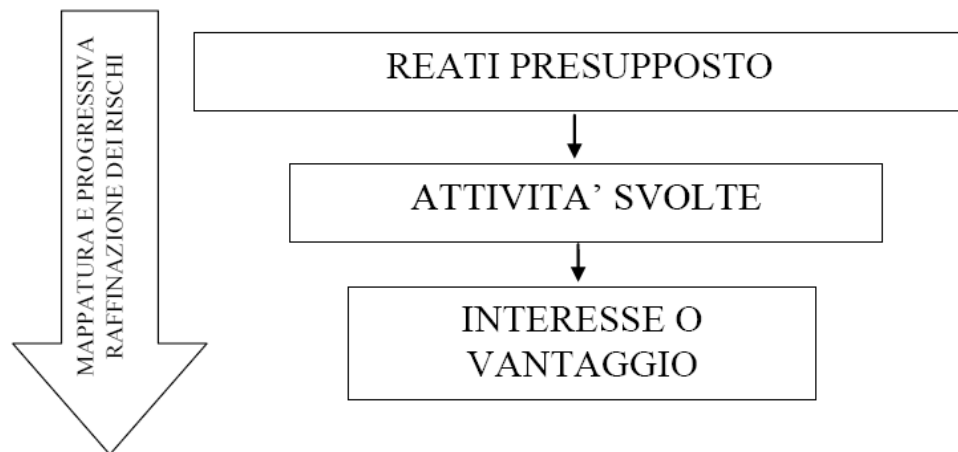 MAPPATURA E PROGRESSIVA
RAFFINAZIONE DEI RISCHI
REATI PRESUPPOSTO
ATTIVITA’ SVOLTE
INTERESSE O
VANTAGGIO